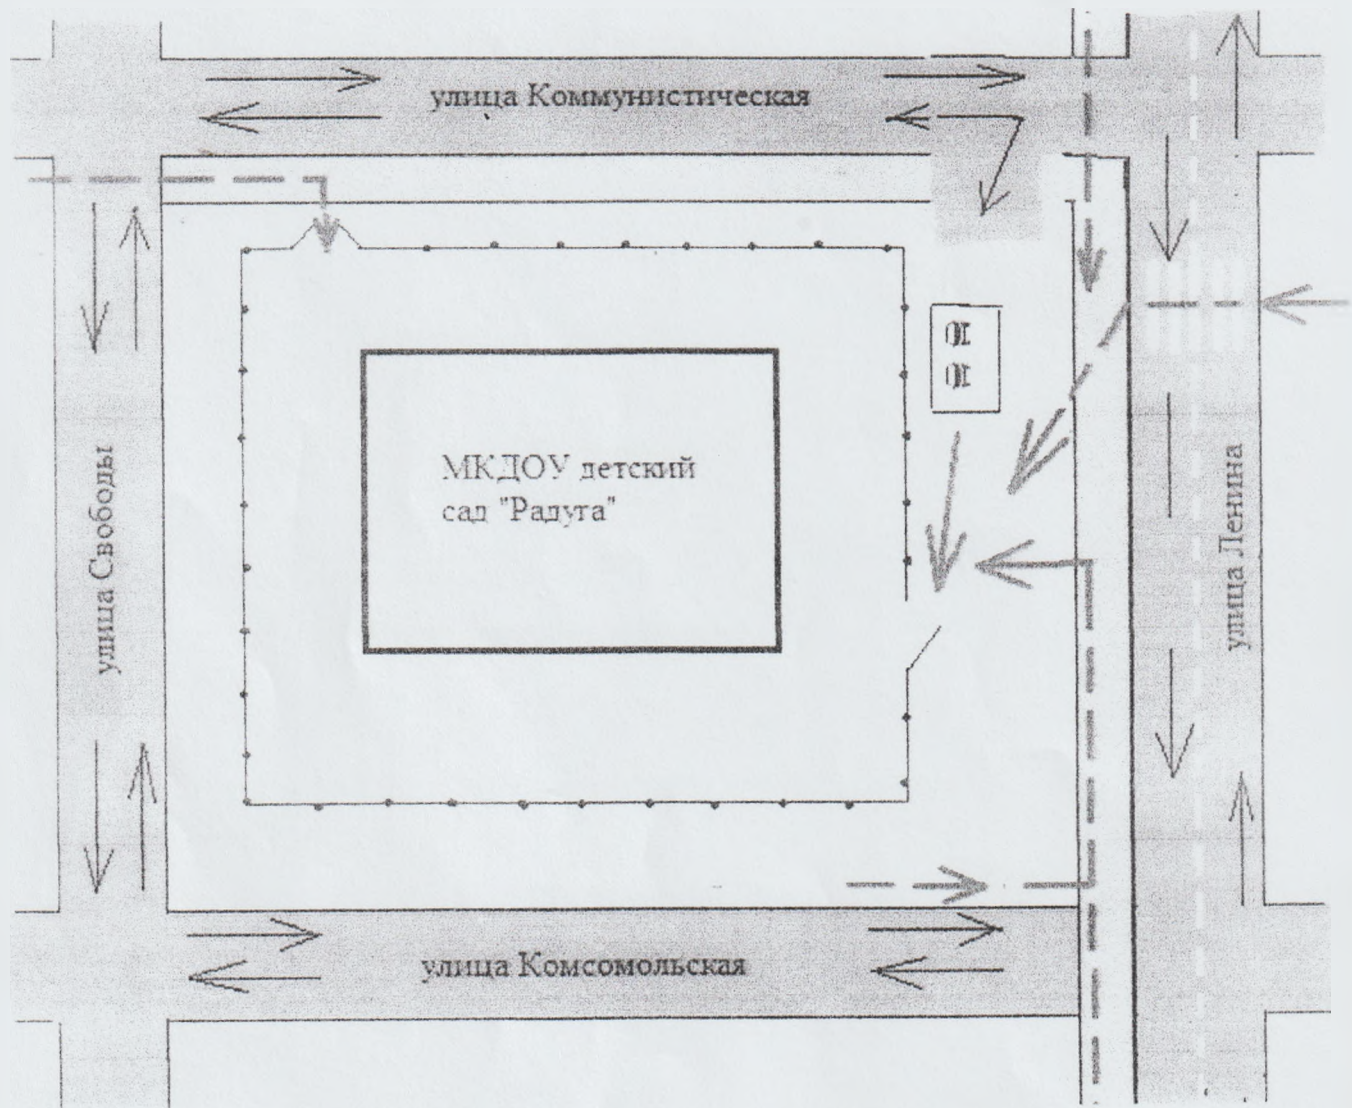 улица Коммунистическая
МКДОУ детский
сад "Радуга"
улица Свободы
улица Ленина
улица Комсомольская